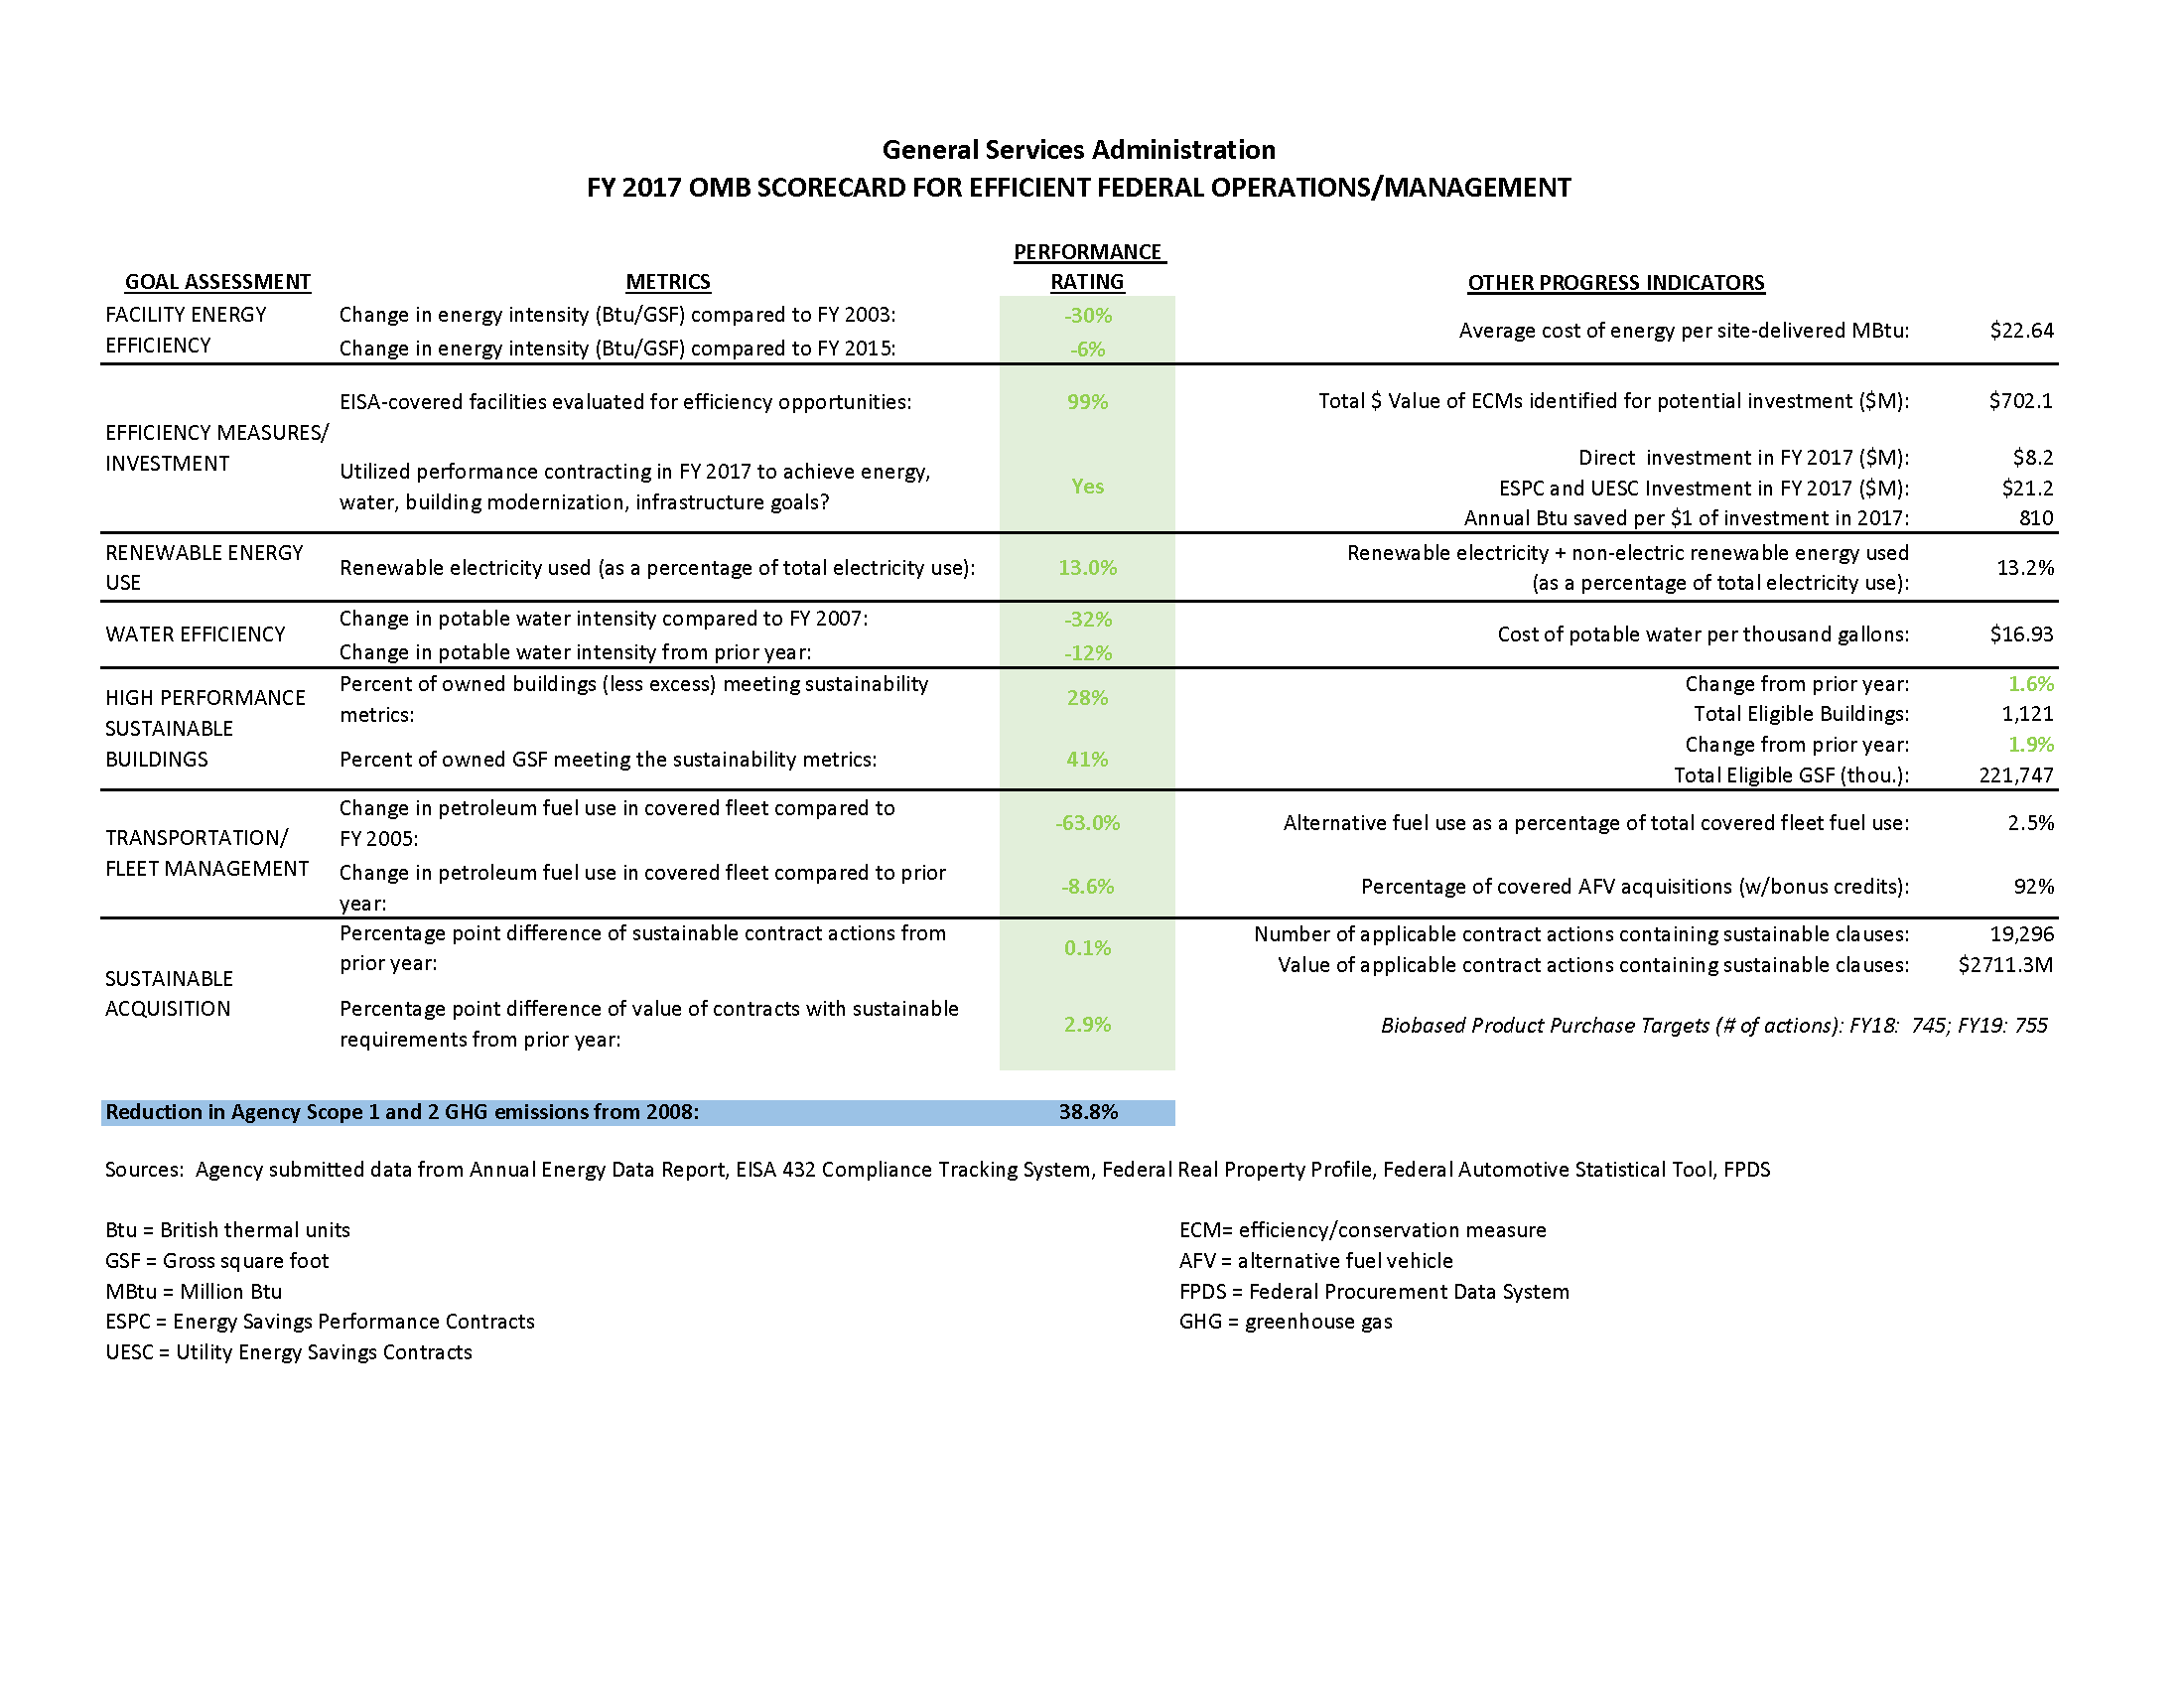 General Services Administration
FY 2017 OMB SCORECARD FOR EFFICIENT FEDERAL OPERATIONS/MANAGEMENT
GOAL ASSESSMENT METRICS PERFORMANCE RATING OTHER PROGRESS INDICATORS
FACILITY ENERGY
EFFICIENCY
Change in energy intensity (Btu/GSF) compared to FY 2003: -30%
Change in energy intensity (Btu/GSF) compared to FY 2015: -6%
Average cost of energy per site-delivered MBtu: $22.64
EFFICIENCY MEASURES/
INVESTMENT
EISA-covered facilities evaluated for efficiency opportunities: 99%
Total $ Value of ECMs identified for potential investment ($M): $702.1
Utilized performance contracting in FY 2017 to achieve energy,
water, building modernization, infrastructure goals? Yes
Direct investment in FY 2017 ($M): $8.2
ESPC and UESC Investment in FY 2017 ($M): $21.2
Annual Btu saved per $1 of investment in 2017: 810
RENEWABLE ENERGY
USE
Renewable electricity used (as a percentage of total electricity use): 13.0%
Renewable electricity + non-electric renewable energy used
(as a percentage of total electricity use): 13.2%
WATER EFFICIENCY
Change in potable water intensity compared to FY 2007: -32%
Change in potable water intensity from prior year: -12%
Cost of potable water per thousand gallons: $16.93
HIGH PERFORMANCE
SUSTAINABLE
BUILDINGS
Percent of owned buildings (less excess) meeting sustainability
metrics: 28%
Change from prior year: 1.6%
Total Eligible Buildings: 1,121
Percent of owned GSF meeting the sustainability metrics: 41%
Change from prior year: 1.9%
Total Eligible GSF (thou.): 221,747
TRANSPORTATION/
FLEET MANAGEMENT
Change in petroleum fuel use in covered fleet compared to
FY 2005: -63.0%
Alternative fuel use as a percentage of total covered fleet fuel use: 2.5%
Change in petroleum fuel use in covered fleet compared to prior
year: -8.6%
Percentage of covered AFV acquisitions (w/bonus credits): 92%
SUSTAINABLE
ACQUISITION
Percentage point difference of sustainable contract actions from
prior year: 0.1%
Number of applicable contract actions containing sustainable clauses: 19,296
Value of applicable contract actions containing sustainable clauses: $2711.3M
Percentage point difference of value of contracts with sustainable
requirements from prior year: 2.9%
Biobased Product Purchase Targets (# of actions): FY18: 745; FY19: 755
Reduction in Agency Scope 1 and 2 GHG emissions from 2008: 38.8%
Sources: Agency submitted data from Annual Energy Data Report, EISA 432 Compliance Tracking System, Federal Real Property Profile, Federal Automotive Statistical Tool, FPDS
Btu = British thermal units
GSF = Gross square foot
MBtu = Million Btu
ESPC = Energy Savings Performance Contracts
UESC = Utility Energy Savings Contracts
ECM= efficiency/conservation measure
AFV = alternative fuel vehicle
FPDS = Federal Procurement Data System
GHG = greenhouse gas